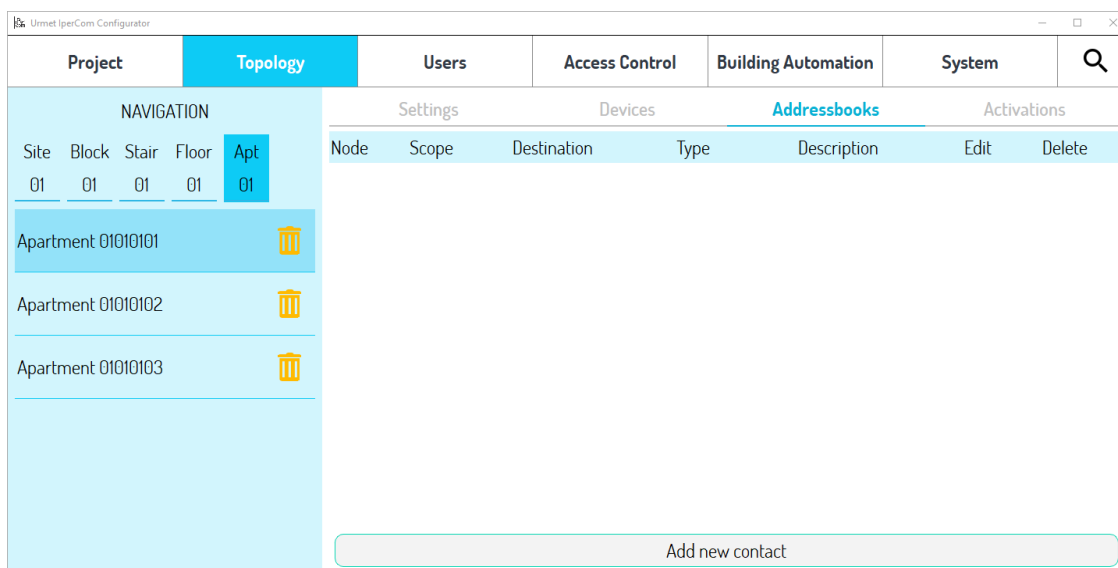 Urmet IperCom Configurator
Project Topology Users Access Control Building Automation System
NAVIGATION
Settings Devices Addressbooks Activations
Site Block Stair Floor Apt
01 01 01 01 01
Node Scope Destination Type Description Edit Delete
Apartment 01010101
Apartment 01010102
Apartment 01010103
Add new contact